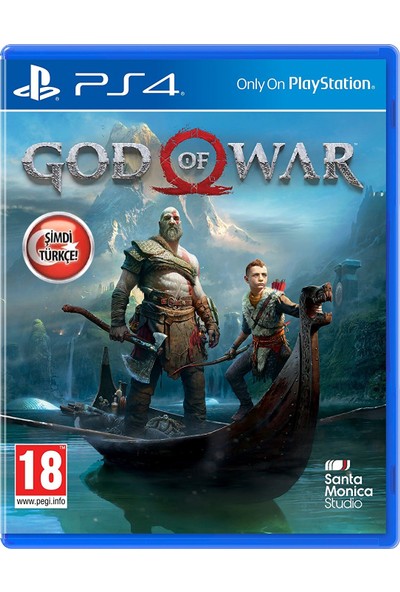 PS4
Only On PlayStation®
GOD OF WAR
ŞİMDİ
TÜRKÇE!
18
www.pegi.info
Santa
Monica
Studio